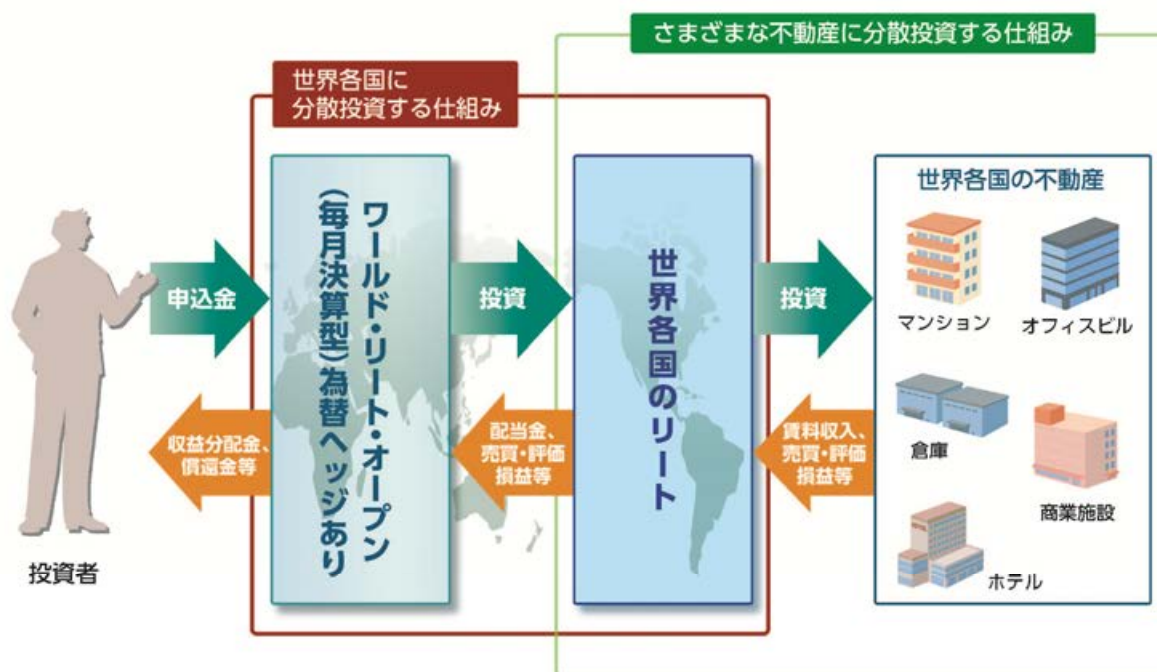 さまざまな不動産に分散投資する仕組み
世界各国に
分散投資する仕組み
投資者
申込金
収益分配金、
償還金等
ワールド・リート・オープン
(毎月決算型)為替ヘッジあり
投資
配当金、
売買・評価
損益等
世界各国のリート
投資
賃料収入、
売買・評価
損益等
世界各国の不動産
マンション
オフィスビル
倉庫
商業施設
ホテル